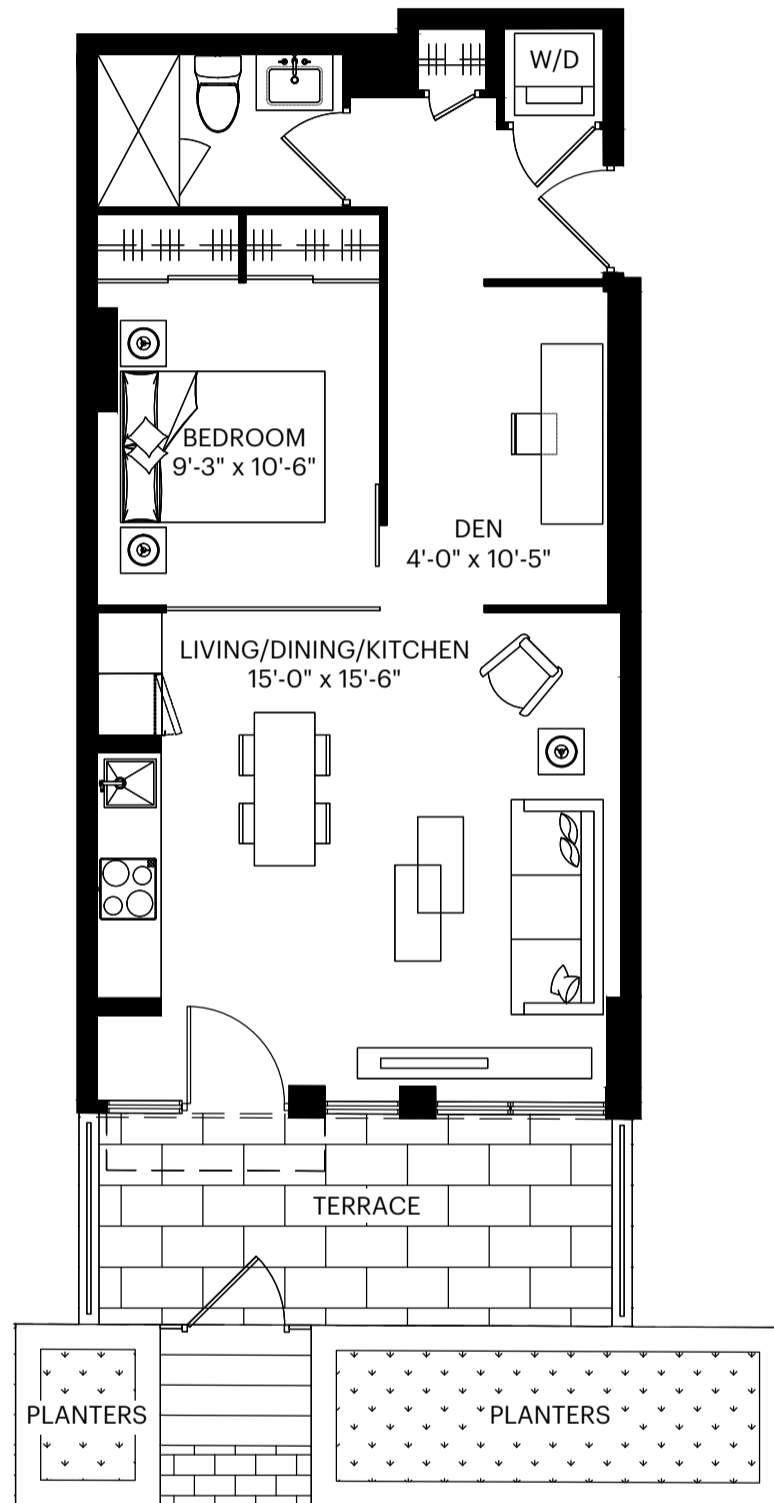 W/D
BEDROOM
9'-3" x 10'-6"
DEN
4'-0" x 10'-5"
LIVING/DINING/KITCHEN
15'-0" x 15'-6"
TERRACE
PLANTERS
PLANTERS